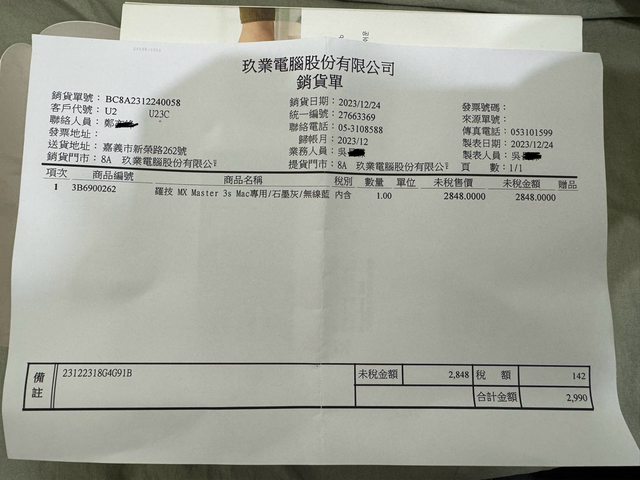 玖業電腦股份有限公司
銷貨單
銷貨單號： BC8A2312240058
客戶代號： U2 U23C
聯絡人員： 鄭
發票地址：
送貨地址： 嘉義市新榮路262號
銷貨門市： 8A 玖業電腦股份有限公
銷貨日期： 2023/12/24
統一編號： 27663369
聯絡電話： 05-3108588
歸帳月： 2023/12
業務人員： 吳
提貨門市： 8A 玖業電腦股份有限公
發票號碼：
來源單號：
傳真電話： 053101599
製表日期： 2023/12/24
製表人員： 吳
頁 數： 1/1
項次 商品編號 商品名稱 稅別 數量 單位 未稅售價 未稅金額 贈品
1 3B6900262 羅技 MX Master 3s Mac專用/石墨灰/無線藍 內含 1.00 2848.0000 2848.0000
備註 23122318G4G91B
未稅金額 2,848 稅 額 142
合計金額 2,990